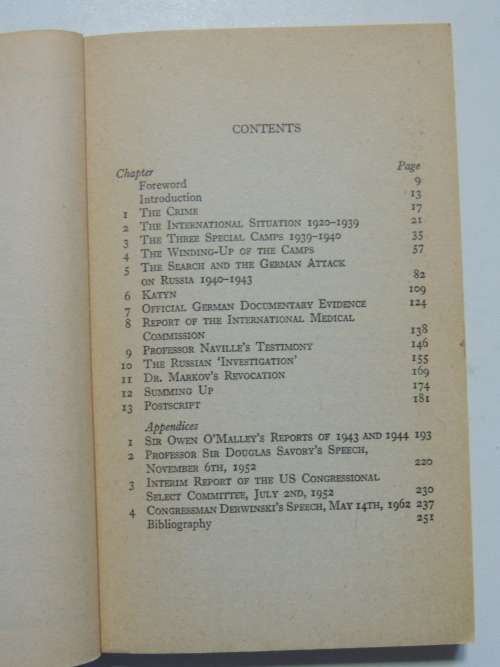 CONTENTS
Chapter Page
Foreword 9
Introduction 13
1 THE CRIME 17
2 THE INTERNATIONAL SITUATION 1920–1939 21
3 THE THREE SPECIAL CAMPS 1939–1940 35
4 THE WINDING-UP OF THE CAMPS 57
5 THE SEARCH AND THE GERMAN ATTACK
ON RUSSIA 1940–1943 82
6 KATYN 109
7 OFFICIAL GERMAN DOCUMENTARY EVIDENCE 124
8 REPORT OF THE INTERNATIONAL MEDICAL
COMMISSION 138
9 PROFESSOR NAVILLE'S TESTIMONY 146
10 THE RUSSIAN 'INVESTIGATION' 155
11 DR. MARKOV'S REVOCATION 169
12 SUMMING UP 174
13 POSTSCRIPT 181
Appendices
1 SIR OWEN O'MALLEY'S REPORTS OF 1943 AND 1944 193
2 PROFESSOR SIR DOUGLAS SAVORY'S SPEECH,
NOVEMBER 6TH, 1952 220
3 INTERIM REPORT OF THE US CONGRESSIONAL
SELECT COMMITTEE, JULY 2ND, 1952 230
4 CONGRESSMAN DERWINSKI'S SPEECH, MAY 14TH, 1962 237
Bibliography 251